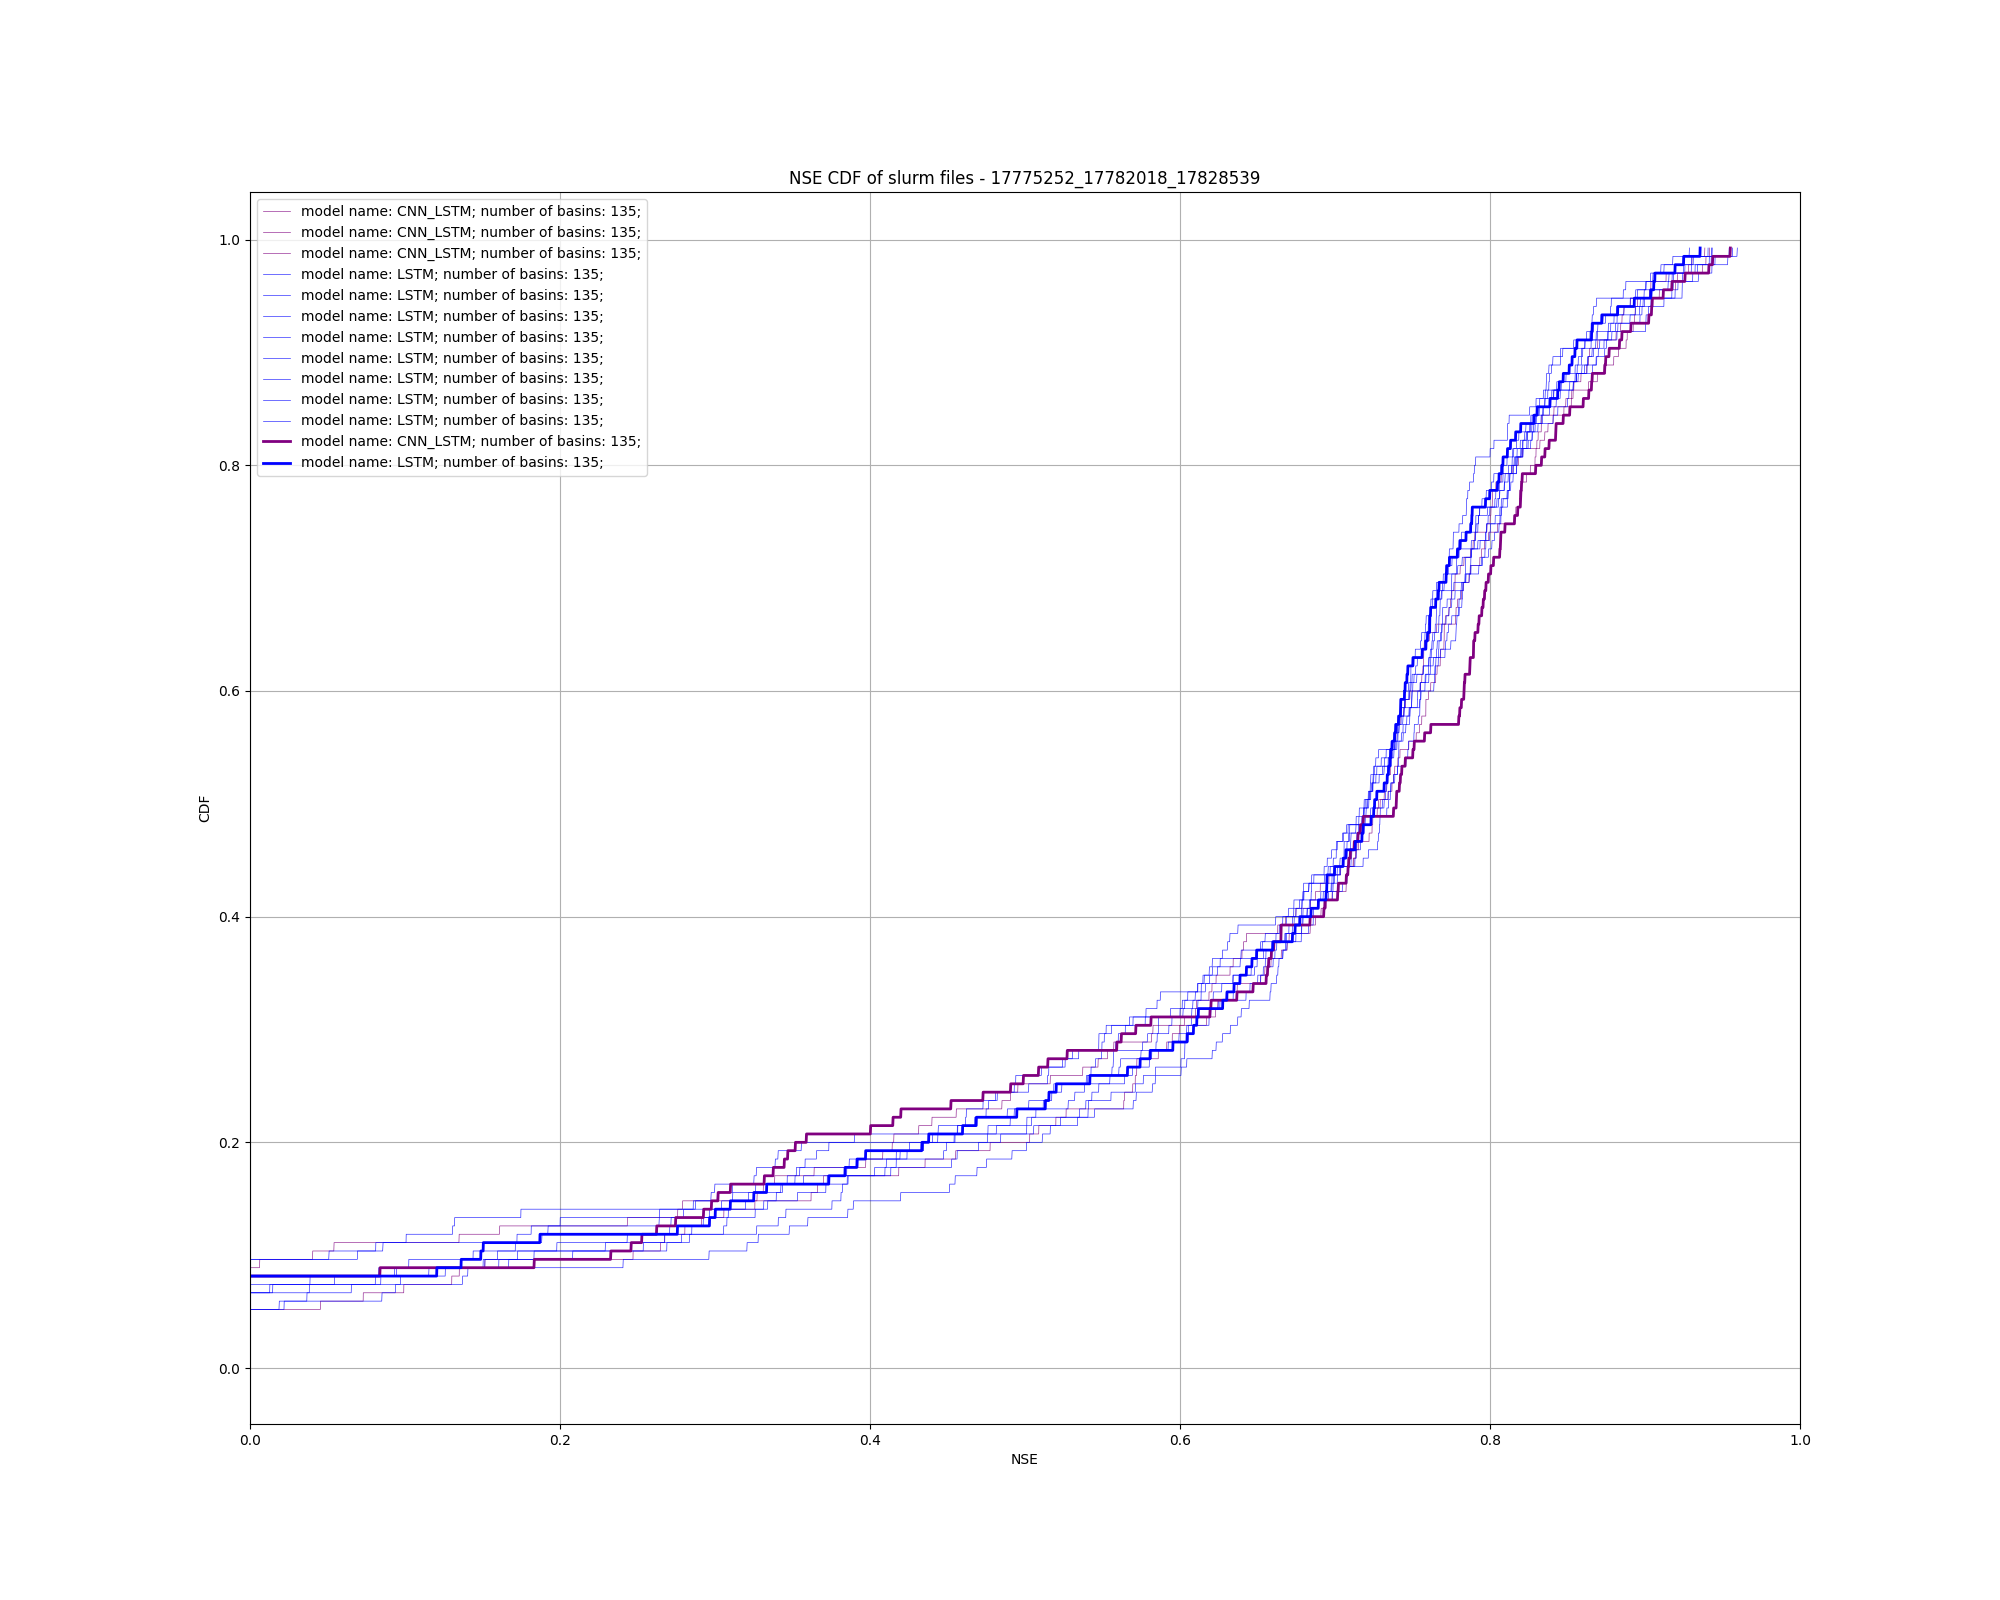 NSE CDF of slurm files - 17775252_17782018_17828539
model name: CNN_LSTM; number of basins: 135;
model name: CNN_LSTM; number of basins: 135;
model name: CNN_LSTM; number of basins: 135;
model name: LSTM; number of basins: 135;
model name: LSTM; number of basins: 135;
model name: LSTM; number of basins: 135;
model name: LSTM; number of basins: 135;
model name: LSTM; number of basins: 135;
model name: LSTM; number of basins: 135;
model name: LSTM; number of basins: 135;
model name: LSTM; number of basins: 135;
model name: CNN_LSTM; number of basins: 135;
model name: LSTM; number of basins: 135;
1.0
0.8
0.6
0.4
0.2
0.0
CDF
0.0 0.2 0.4 0.6 0.8 1.0
NSE